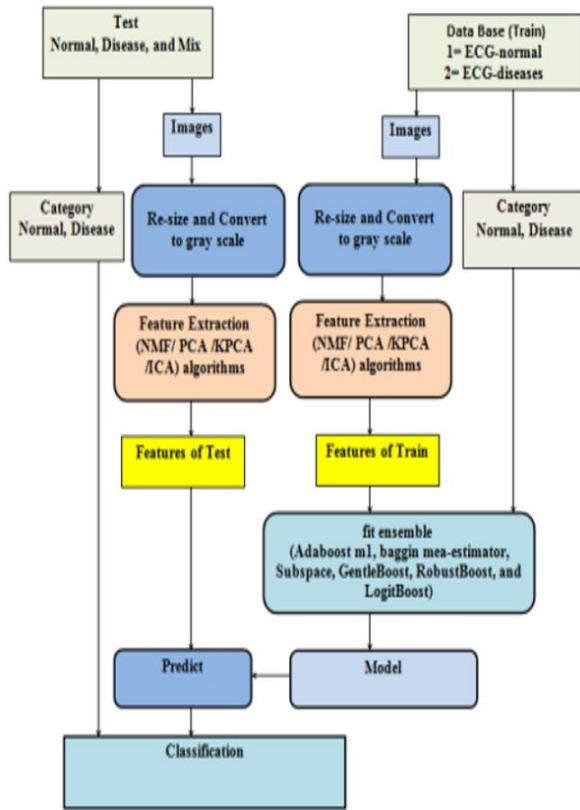 Test
Normal, Disease, and Mix
Data Base (Train)
1= ECG-normal
2= ECG-diseases
Images
Images
Category
Normal, Disease
Re-size and Convert
to gray scale
Re-size and Convert
to gray scale
Category
Normal, Disease
Feature Extraction
(NMF/ PCA /KPCA
/ICA) algorithms
Feature Extraction
(NMF/ PCA /KPCA
/ICA) algorithms
Features of Test
Features of Train
fit ensemble
(Adaboost m1, baggin mea-estimator,
Subspace, GentleBoost, RobustBoost, and
LogitBoost)
Predict
Model
Classification